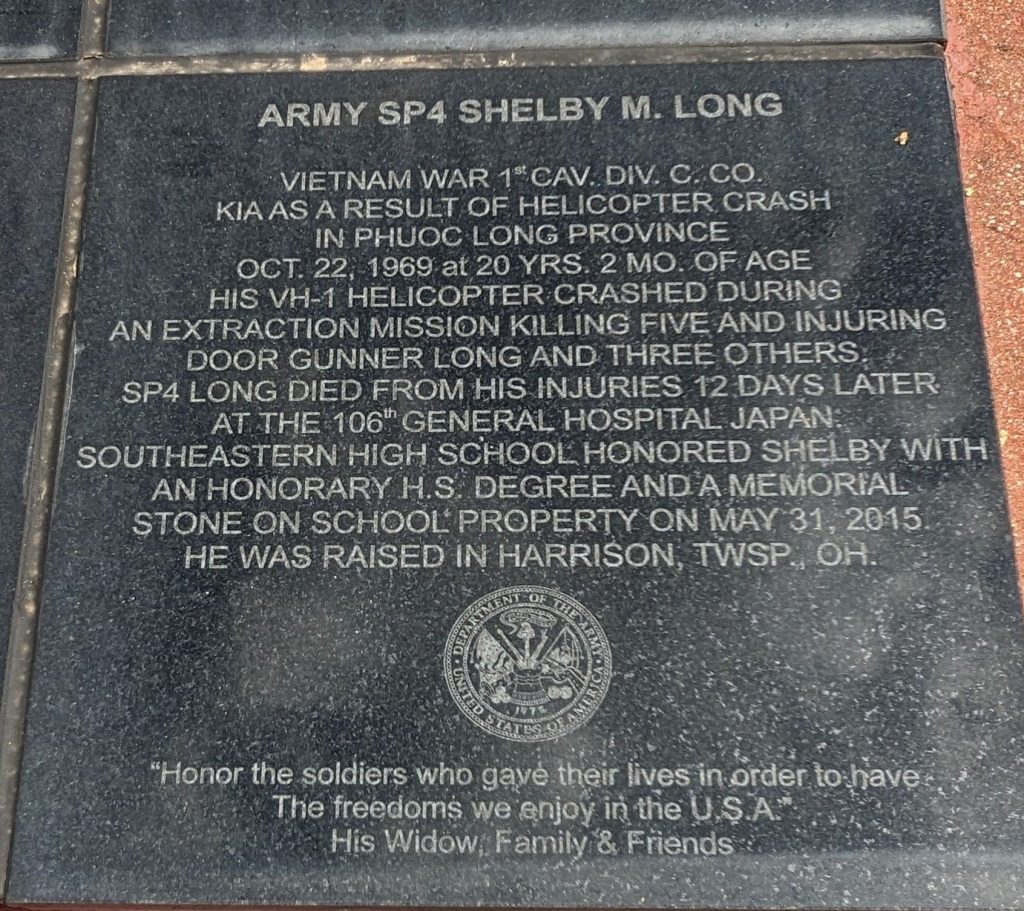 ARMY SP4 SHELBY M. LONG
VIETNAM WAR 1st CAV. DIV. C. CO.
KIA AS A RESULT OF HELICOPTER CRASH
IN PHUOC LONG PROVINCE
OCT. 22, 1969 at 20 YRS. 2 MO. OF AGE
HIS VH-1 HELICOPTER CRASHED DURING
AN EXTRACTION MISSION KILLING FIVE AND INJURING
DOOR GUNNER LONG AND THREE OTHERS.
SP4 LONG DIED FROM HIS INJURIES 12 DAYS LATER
AT THE 106th GENERAL HOSPITAL JAPAN.
SOUTHEASTERN HIGH SCHOOL HONORED SHELBY WITH
AN HONORARY H.S. DEGREE AND A MEMORIAL
STONE ON SCHOOL PROPERTY ON MAY 31, 2015.
HE WAS RAISED IN HARRISON, TWSP., OH.
DEPARTMENT OF THE ARMY
UNITED STATES OF AMERICA
1775
"Honor the soldiers who gave their lives in order to have
The freedoms we enjoy in the U.S.A."
His Widow, Family & Friends